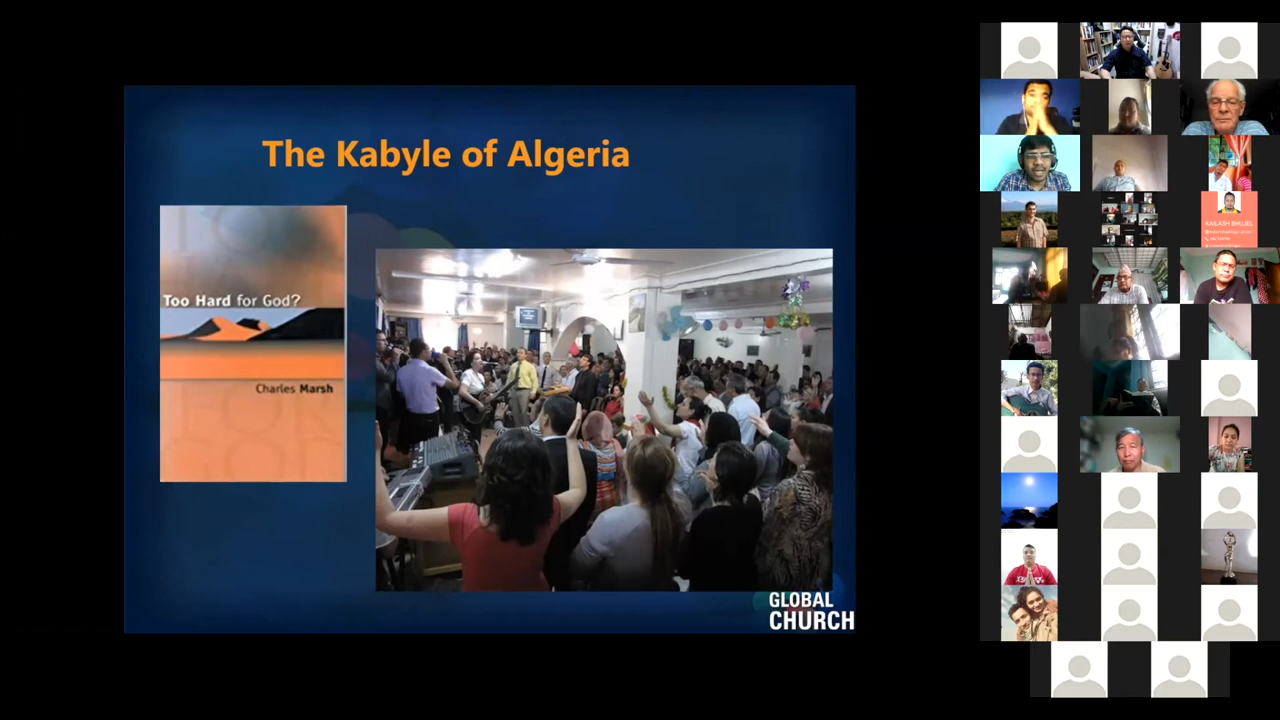 The Kabyle of Algeria
Too Hard for God?
Charles Marsh
GLOBAL
CHURCH
KAILASH BHUJEL